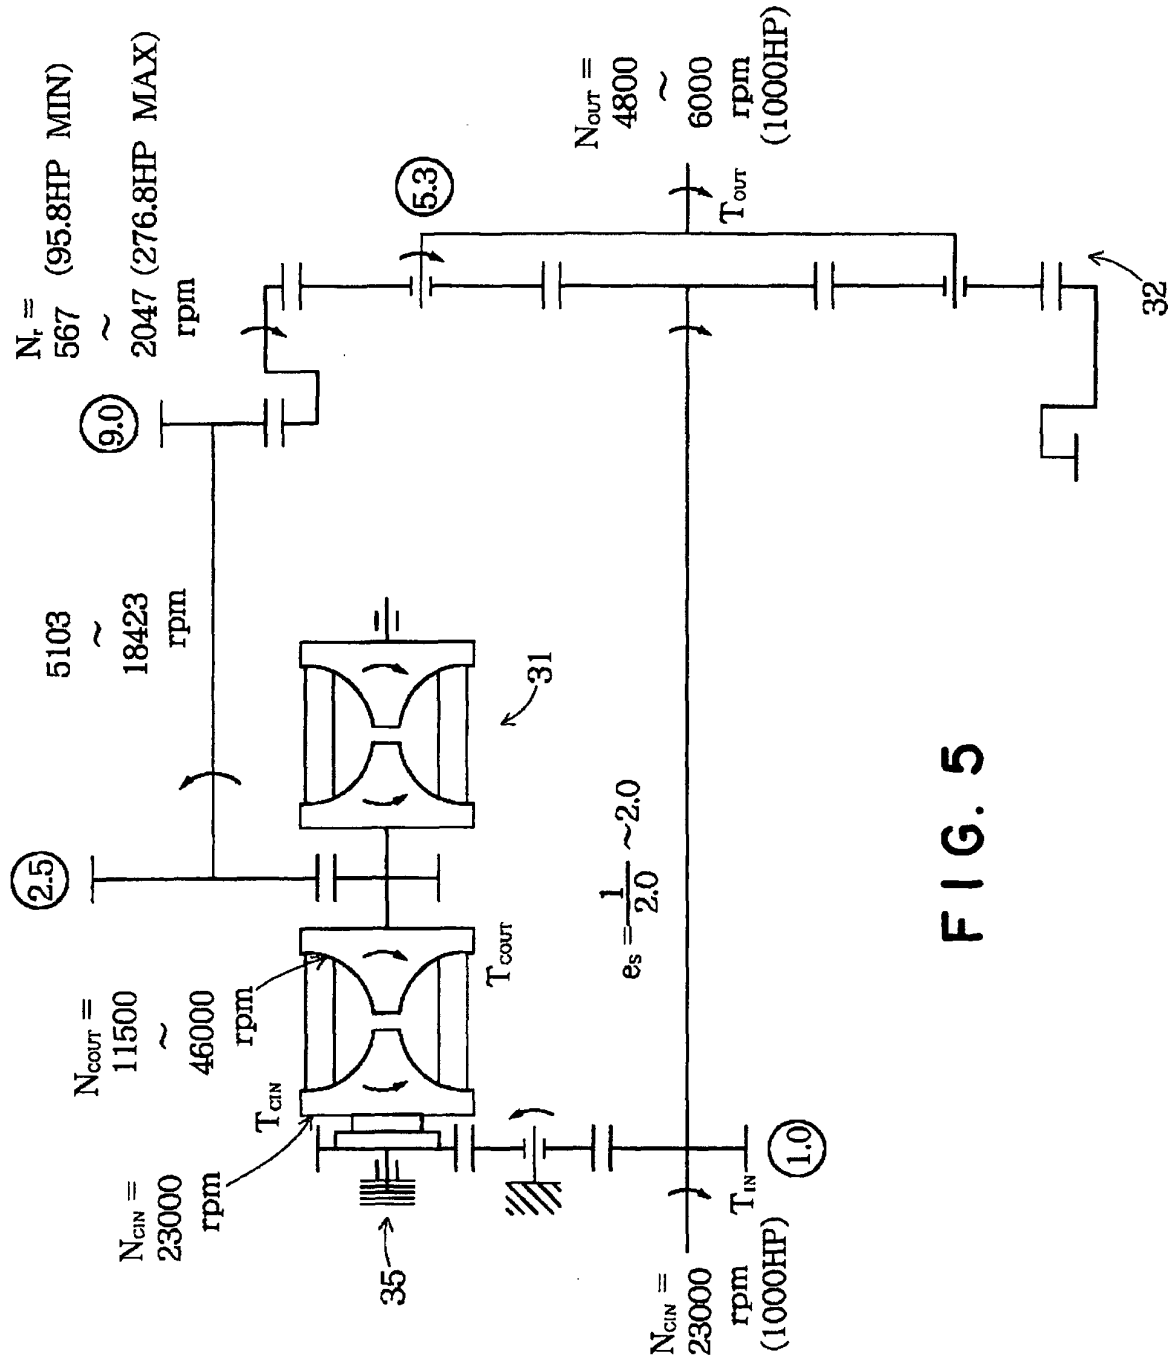 N_r =
567 (95.8HP MIN)
~
2047 (276.8HP MAX)
rpm
9.0
5.3
N_OUT =
4800
~
6000
rpm
(1000HP)
T_OUT
32
5103
~
18423
rpm
2.5
31
N_COUT =
11500
~
46000
rpm
T_COUT
T_CIN
N_CIN =
23000
rpm
35
e_S = 1/2.0 ~2.0
1.0
T_IN
N_CIN =
23000
rpm
(1000HP)
FIG. 5